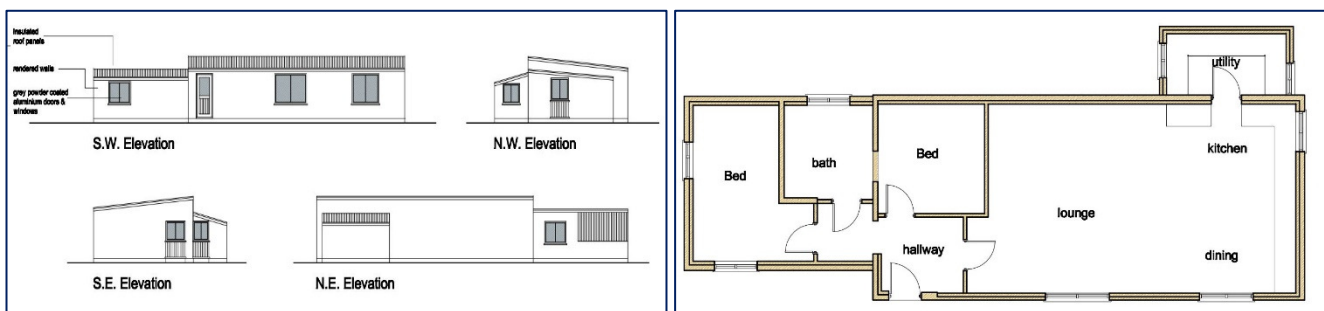 insulated
roof panels
rendered walls
grey powder coated
aluminium doors &
windows
S.W. Elevation
N.W. Elevation
S.E. Elevation
N.E. Elevation
utility
Bed
bath
Bed
kitchen
lounge
hallway
dining